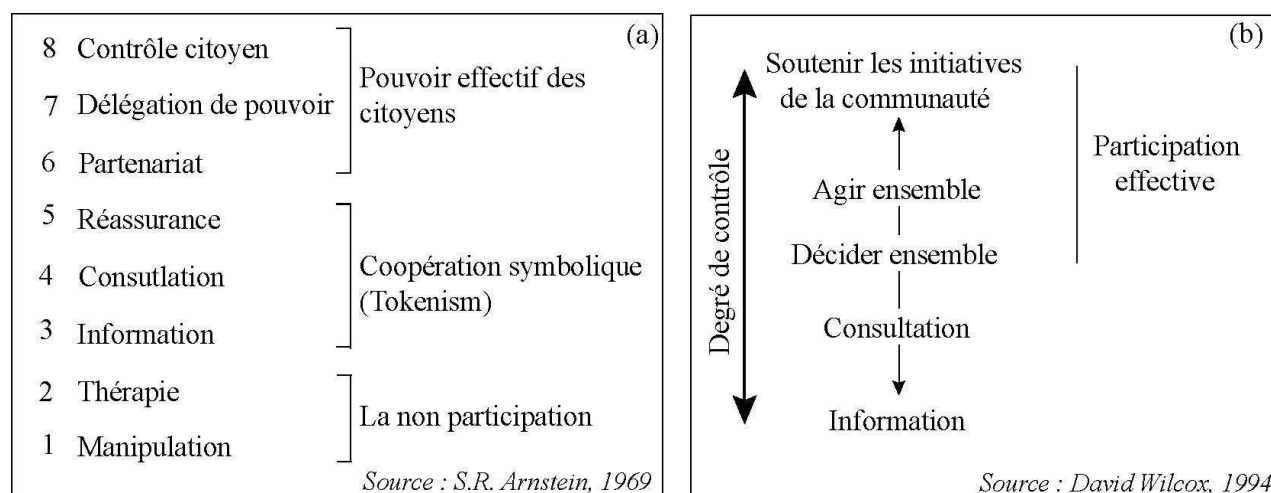 (a)
8 Contrôle citoyen
7 Délégation de pouvoir
6 Partenariat
Pouvoir effectif des
citoyens
5 Réassurance
4 Consutlation
3 Information
Coopération symbolique
(Tokenism)
2 Thérapie
1 Manipulation
La non participation
Source : S.R. Arnstein, 1969
(b)
Degré de contrôle
Soutenir les initiatives
de la communauté
Agir ensemble
Décider ensemble
Consultation
Information
Participation
effective
Source : David Wilcox, 1994